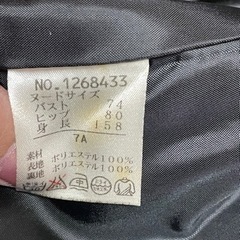 NO.1268433
ヌードサイズ
バスト 74
ヒップ 80
身長 158
7A
素材
表地 ポリエステル100%
裏地 ポリエステル100%